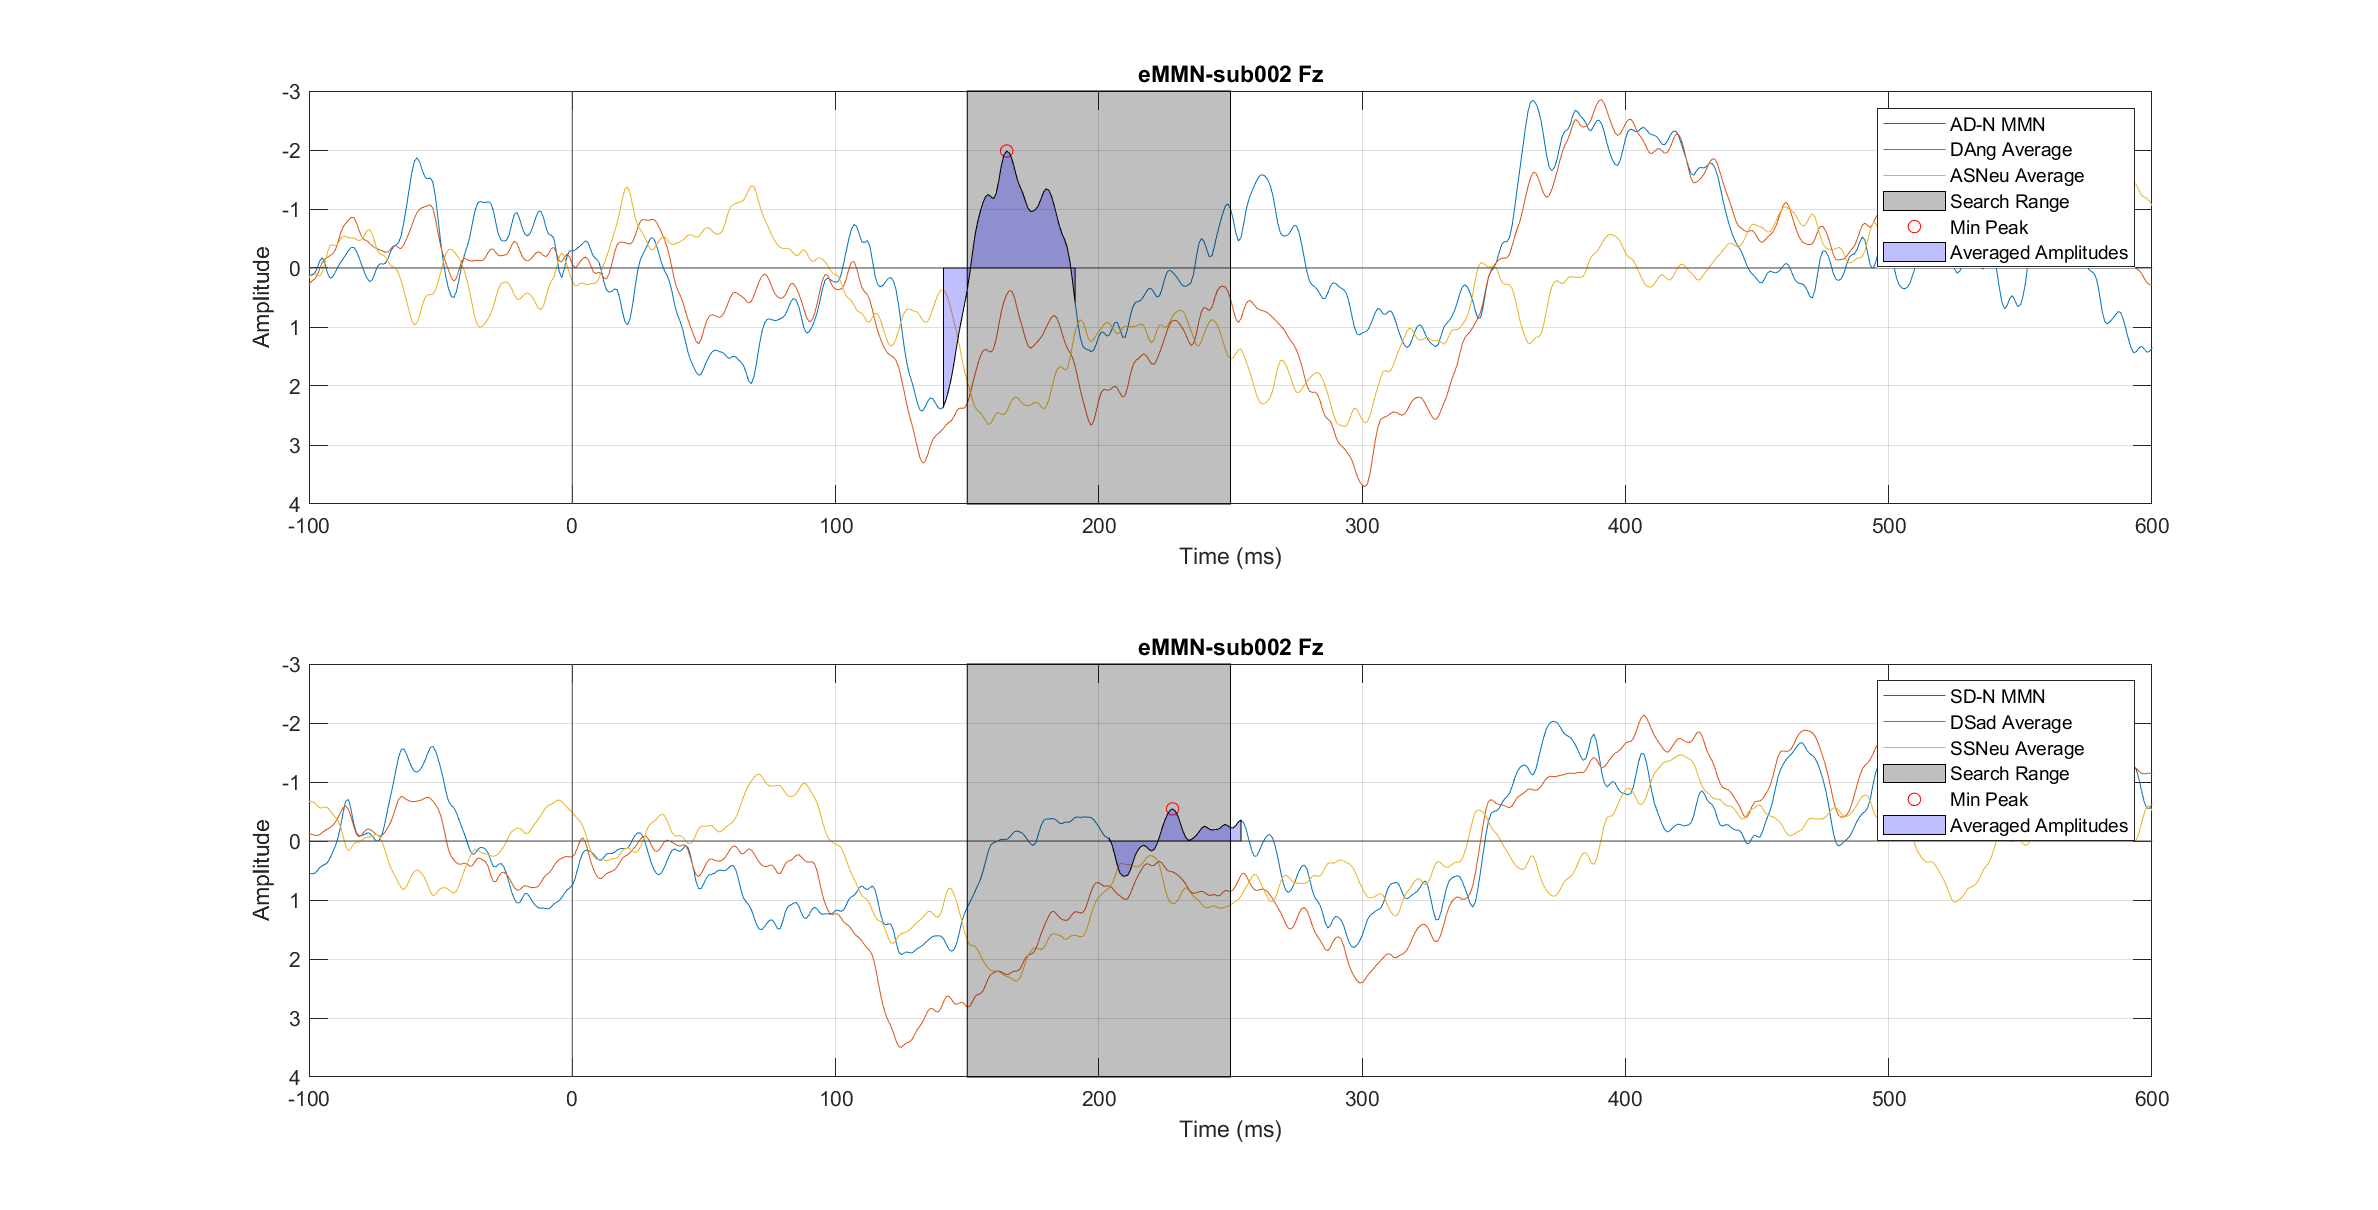 eMMN-sub002 Fz
-3
-2
-1
0
1
2
3
4
Amplitude
-100 0 100 200 300 400 500 600
Time (ms)
AD-N MMN
DAng Average
ASNeu Average
Search Range
Min Peak
Averaged Amplitudes
eMMN-sub002 Fz
-3
-2
-1
0
1
2
3
4
Amplitude
-100 0 100 200 300 400 500 600
Time (ms)
SD-N MMN
DSad Average
SSNeu Average
Search Range
Min Peak
Averaged Amplitudes